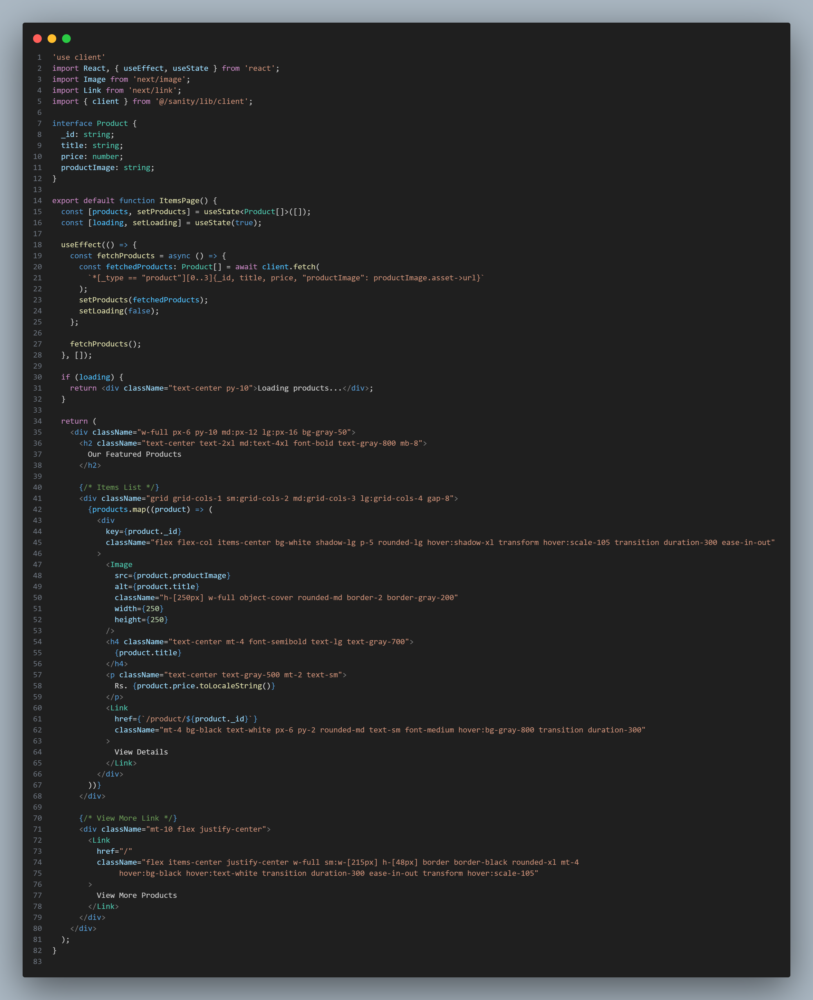 1 'use client'
2 import React, { useEffect, useState } from 'react';
3 import Image from 'next/image';
4 import Link from 'next/link';
5 import { client } from '@/sanity/lib/client';
6
7 interface Product {
8   _id: string;
9   title: string;
10   price: number;
11   productImage: string;
12 }
13
14 export default function ItemsPage() {
15   const [products, setProducts] = useState<Product[]>([]);
16   const [loading, setLoading] = useState(true);
17
18   useEffect(() => {
19     const fetchProducts = async () => {
20       const fetchedProducts: Product[] = await client.fetch(
21         `*[_type == "product"][0..3]{_id, title, price, "productImage": productImage.asset->url}`
22       );
23       setProducts(fetchedProducts);
24       setLoading(false);
25     };
26
27     fetchProducts();
28   }, []);
29
30   if (loading) {
31     return <div className="text-center py-10">Loading products...</div>;
32   }
33
34   return (
35     <div className="w-full px-6 py-10 md:px-12 lg:px-16 bg-gray-50">
36       <h2 className="text-center text-2xl md:text-4xl font-bold text-gray-800 mb-8">
37         Our Featured Products
38       </h2>
39
40       {/* Items List */}
41       <div className="grid grid-cols-1 sm:grid-cols-2 md:grid-cols-3 lg:grid-cols-4 gap-8">
42         {products.map((product) => (
43           <div
44             key={product._id}
45             className="flex flex-col items-center bg-white shadow-lg p-5 rounded-lg hover:shadow-xl transform hover:scale-105 transition duration-300 ease-in-out"
46           >
47             <Image
48               src={product.productImage}
49               alt={product.title}
50               className="h-[250px] w-full object-cover rounded-md border-2 border-gray-200"
51               width={250}
52               height={250}
53             />
54             <h4 className="text-center mt-4 font-semibold text-lg text-gray-700">
55               {product.title}
56             </h4>
57             <p className="text-center text-gray-500 mt-2 text-sm">
58               Rs. {product.price.toLocaleString()}
59             </p>
60             <Link
61               href={`/product/${product._id}`}
62               className="mt-4 bg-black text-white px-6 py-2 rounded-md text-sm font-medium hover:bg-gray-800 transition duration-300"
63             >
64               View Details
65             </Link>
66           </div>
67         ))}
68       </div>
69
70       {/* View More Link */}
71       <div className="mt-10 flex justify-center">
72         <Link
73           href="/"
74           className="flex items-center justify-center w-full sm:w-[215px] h-[48px] border border-black rounded-xl mt-4
75                hover:bg-black hover:text-white transition duration-300 ease-in-out transform hover:scale-105"
76         >
77           View More Products
78         </Link>
79       </div>
80     </div>
81   );
82 }
83